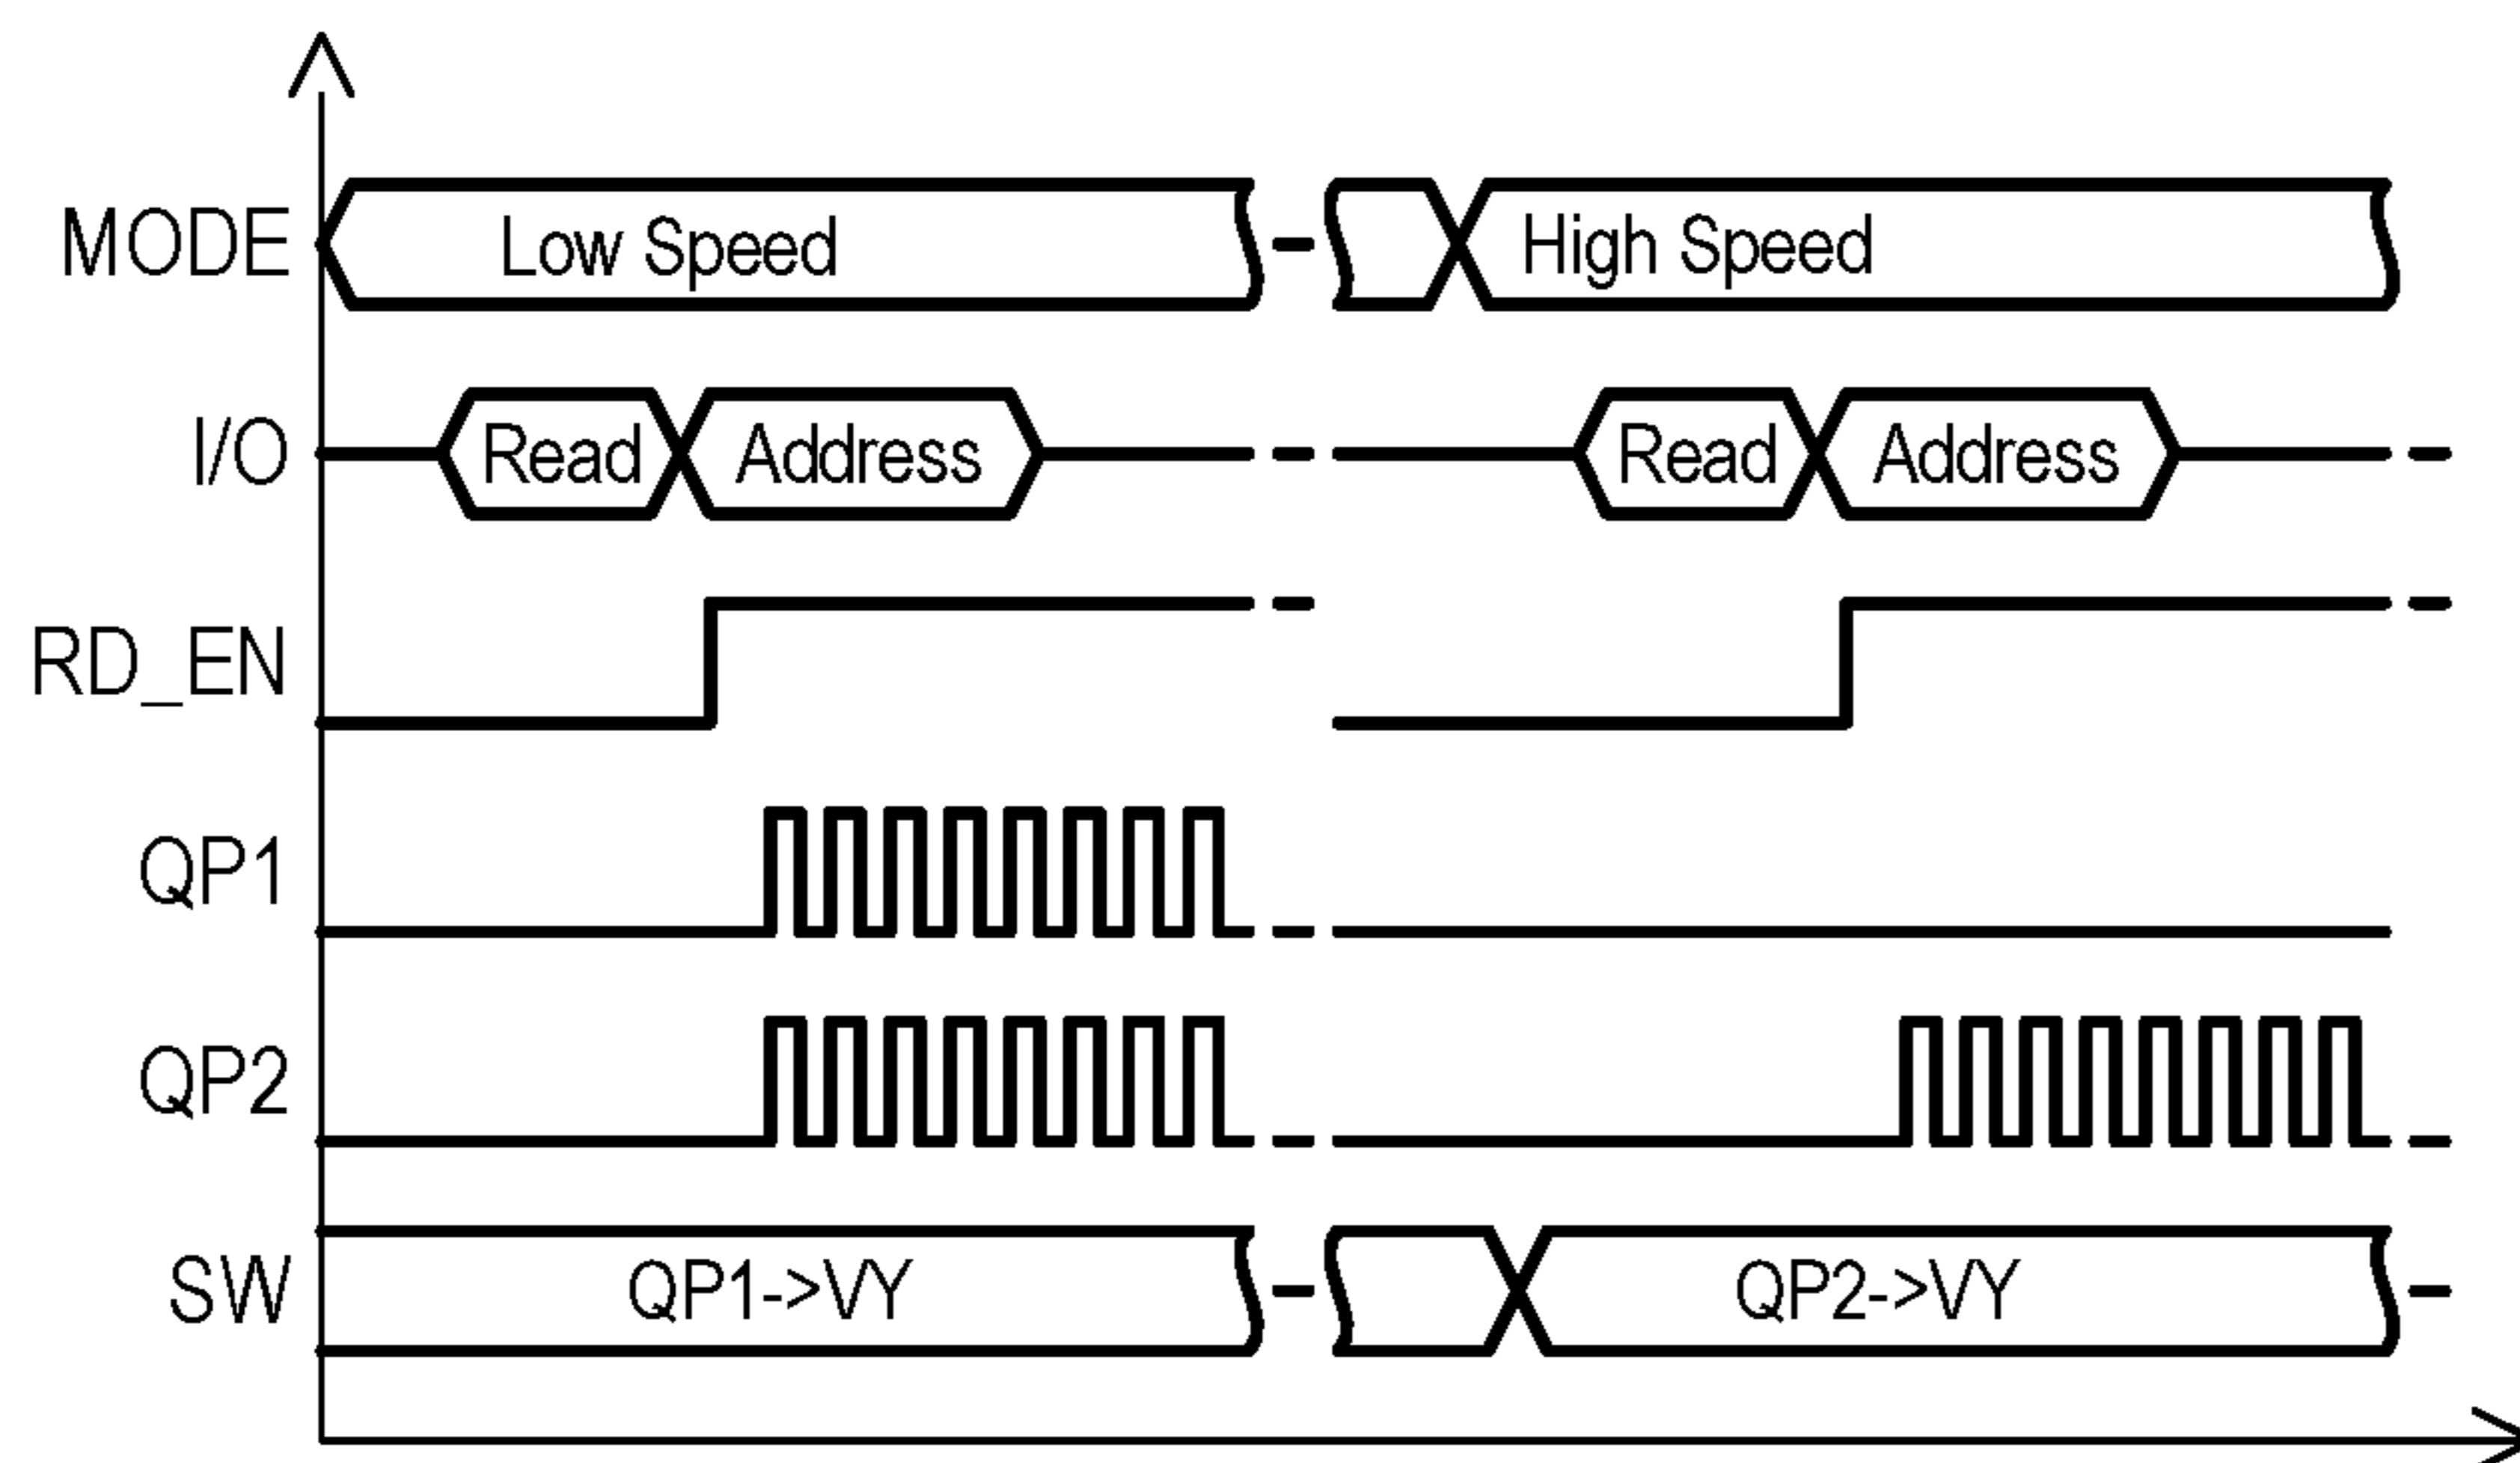 MODE Low Speed High Speed
I/O Read Address Read Address
RD_EN
QP1
QP2
SW QP1->VY QP2->VY